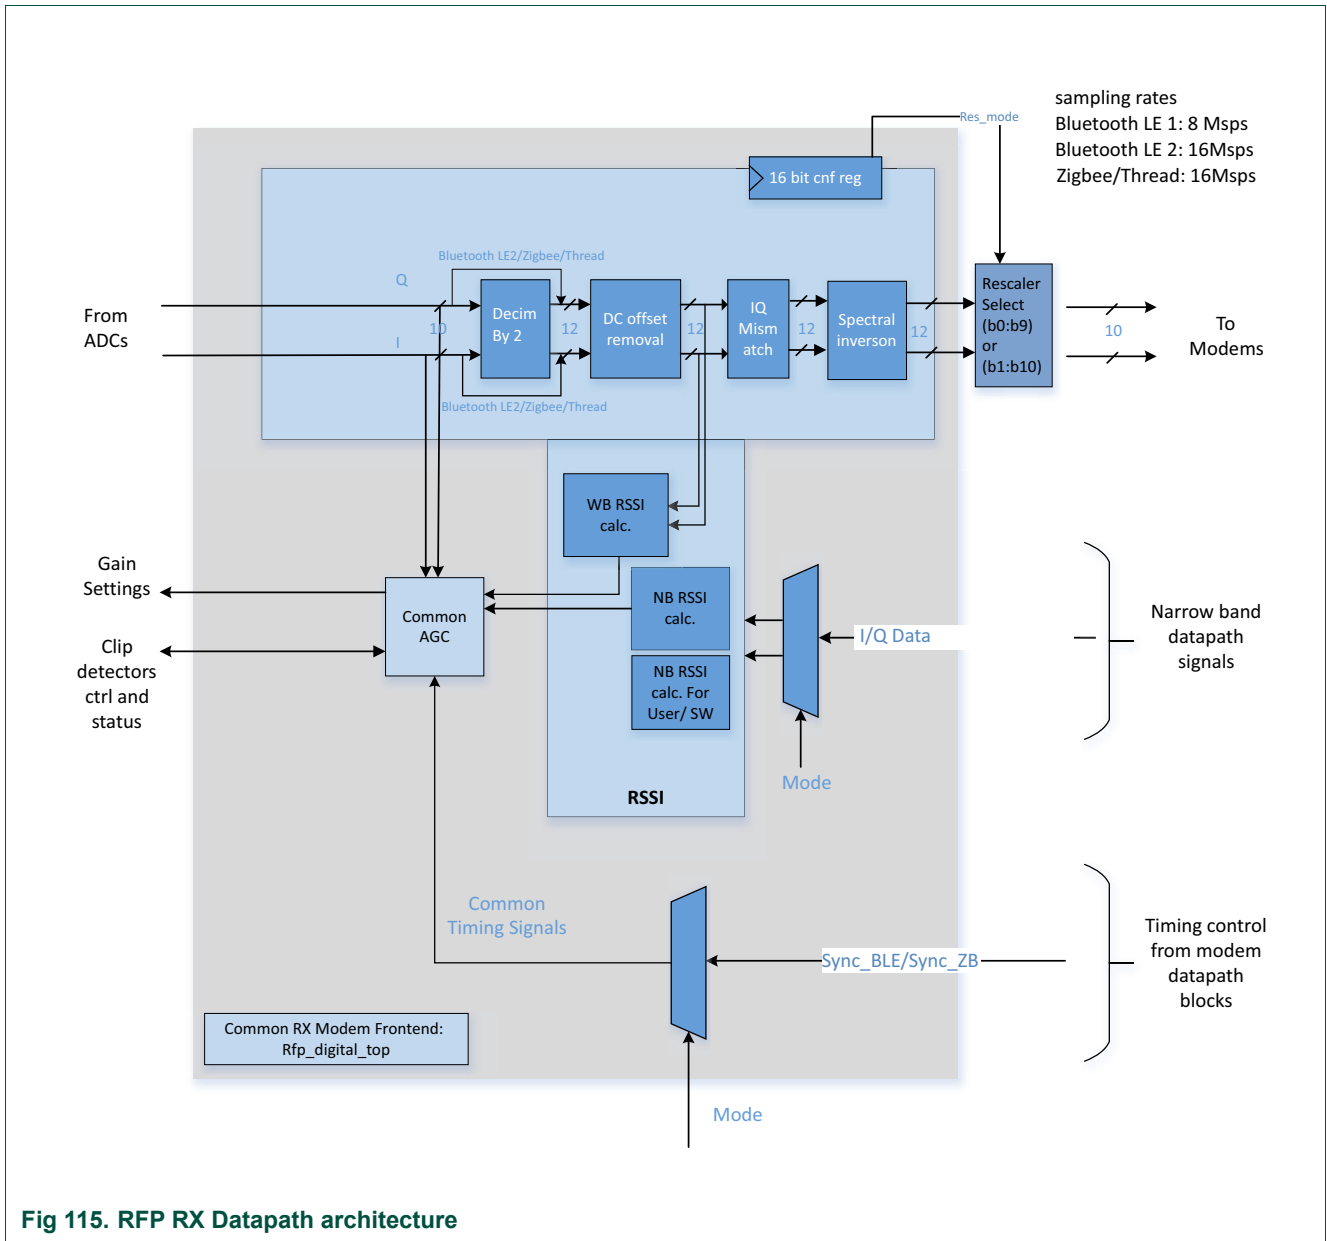 sampling rates
Bluetooth LE 1: 8 Msps
Bluetooth LE 2: 16Msps
Zigbee/Thread: 16Msps
Res_mode
16 bit cnf reg
Bluetooth LE2/Zigbee/Thread
Q
From
ADCs
10
I
Decim
By 2
12
DC offset
removal
12
IQ
Mism
atch
12
Spectral
inverson
12
Rescaler
Select
(b0:b9)
or
(b1:b10)
10
To
Modems
Bluetooth LE2/Zigbee/Thread
WB RSSI
calc.
Gain
Settings
Common
AGC
NB RSSI
calc.
I/Q Data
Narrow band
datapath
signals
Clip
detectors
ctrl and
status
NB RSSI
calc. For
User/ SW
Mode
RSSI
Common
Timing Signals
Sync_BLE/Sync_ZB
Timing control
from modem
datapath
blocks
Common RX Modem Frontend:
Rfp_digital_top
Mode
Fig 115. RFP RX Datapath architecture